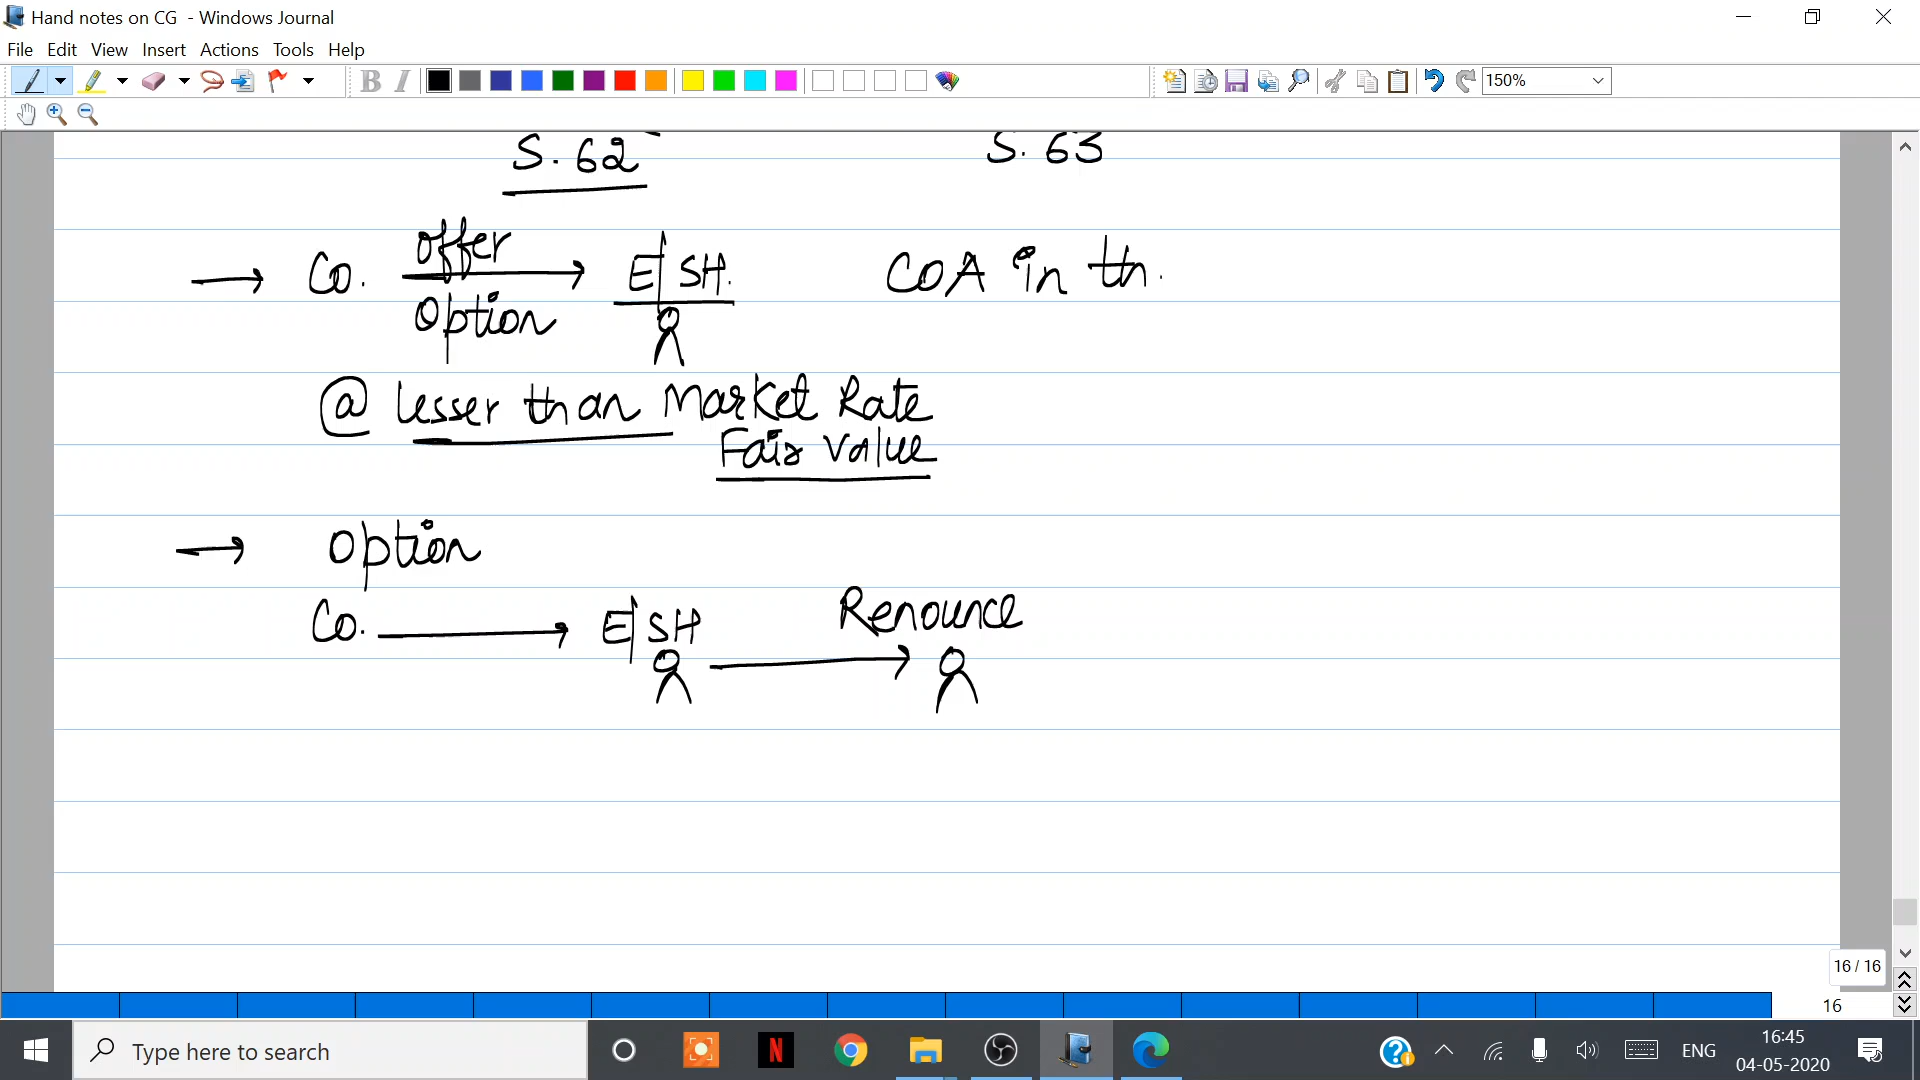 Hand notes on CG - Windows Journal
File Edit View Insert Actions Tools Help
B I 150%
S. 62 S. 63
→ Co. offer → E/SH. COA in th.
Option
@ lesser than Market Rate
Fair Value
→ Option
Co. → E/SH Renounce
16 / 16
16
Type here to search
N
ENG
16:45
04-05-2020